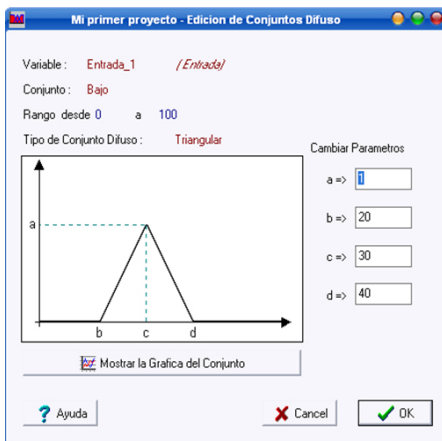 Mi primer proyecto - Edicion de Conjuntos Difuso
Variable : Entrada_1 (Entrada)
Conjunto : Bajo
Rango desde 0 a 100
Tipo de Conjunto Difuso : Triangular
Cambiar Parametros
a => 1
b => 20
c => 30
d => 40
a
b c d
Mostrar la Grafica del Conjunto
? Ayuda
Cancel
OK